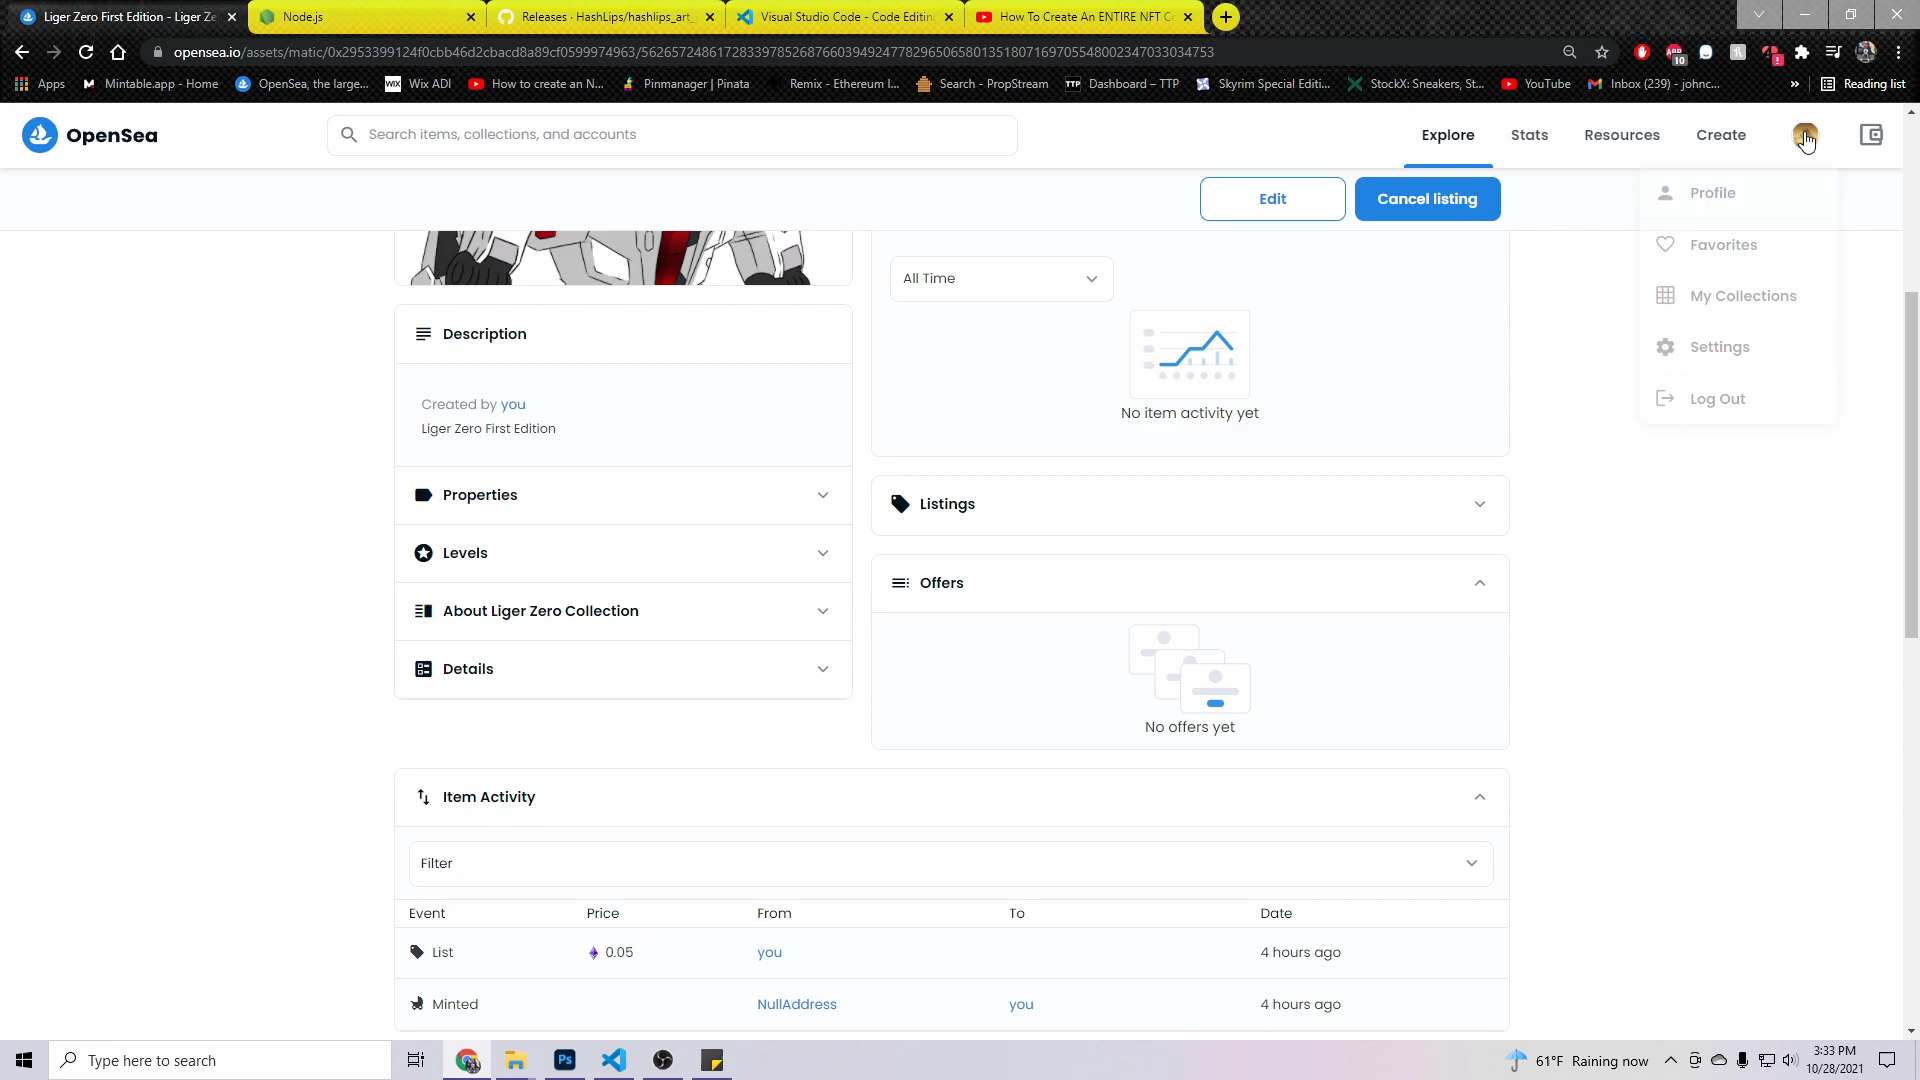 Liger Zero First Edition - Liger Ze
Node.js
Releases · HashLips/hashlips_art_
Visual Studio Code - Code Editing
How To Create An ENTIRE NFT C
opensea.io/assets/matic/0x2953399124f0cbb46d2cbacd8a89cf0599974963/56265724861728339785268766039492477829650658013518071697055480023470330347​53
Apps
Mintable.app - Home
OpenSea, the large...
WIX
Wix ADI
How to create an N...
Pinmanager | Pinata
Remix - Ethereum I...
Search - PropStream
TTP
Dashboard – TTP
Skyrim Special Editi...
StockX: Sneakers, St...
YouTube
Inbox (239) - johnc...
»
Reading list
ABP
10
OpenSea
Search items, collections, and accounts
Explore
Stats
Resources
Create
Edit
Cancel listing
Profile
Favorites
My Collections
Settings
Log Out
All Time
No item activity yet
Description
Created by you
Liger Zero First Edition
Properties
Levels
About Liger Zero Collection
Details
Listings
Offers
No offers yet
Item Activity
Filter
Event Price From To Date
List 0.05 you 4 hours ago
Minted NullAddress you 4 hours ago
Type here to search
Ps
61°F Raining now
3:33 PM
10/28/2021